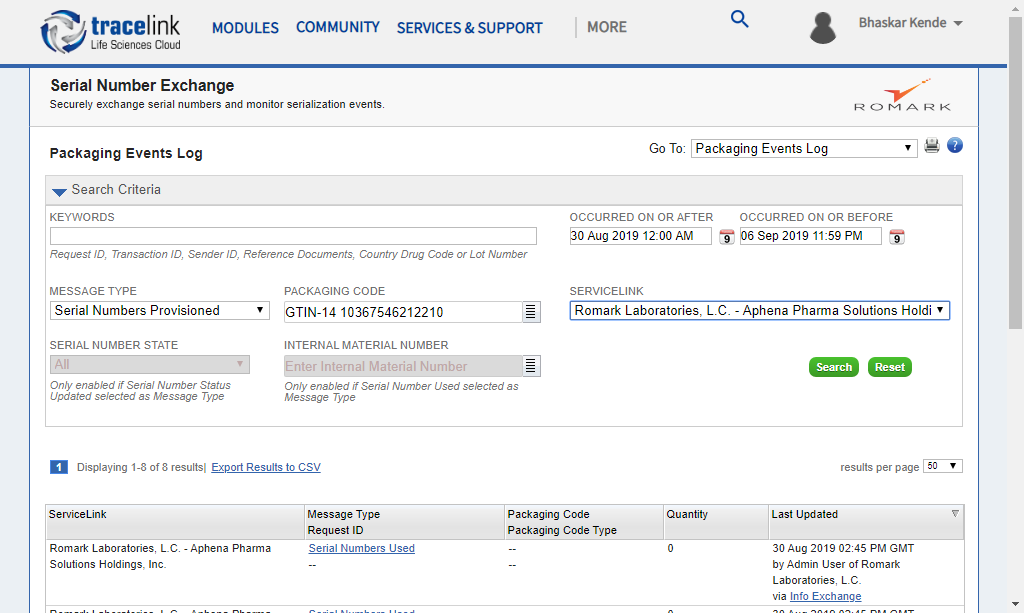 tracelink
Life Sciences Cloud
MODULES COMMUNITY SERVICES & SUPPORT MORE
Bhaskar Kende
Serial Number Exchange
Securely exchange serial numbers and monitor serialization events.
ROMARK
Packaging Events Log
Go To: Packaging Events Log
?
Search Criteria
KEYWORDS
OCCURRED ON OR AFTER OCCURRED ON OR BEFORE
30 Aug 2019 12:00 AM 9 06 Sep 2019 11:59 PM 9
Request ID, Transaction ID, Sender ID, Reference Documents, Country Drug Code or Lot Number
MESSAGE TYPE PACKAGING CODE SERVICELINK
Serial Numbers Provisioned GTIN-14 10367546212210 Romark Laboratories, L.C. - Aphena Pharma Solutions Holdi
SERIAL NUMBER STATE INTERNAL MATERIAL NUMBER
All Enter Internal Material Number
Search Reset
Only enabled if Serial Number Status
Updated selected as Message Type
Only enabled if Serial Number Used selected as
Message Type
1 Displaying 1-8 of 8 results| Export Results to CSV results per page 50
ServiceLink Message Type Packaging Code Quantity Last Updated
Request ID Packaging Code Type
Romark Laboratories, L.C. - Aphena Pharma Serial Numbers Used -- 0 30 Aug 2019 02:45 PM GMT
Solutions Holdings, Inc. -- -- by Admin User of Romark
Laboratories, L.C.
via Info Exchange
Romark Laboratories, L.C. - Aphena Pharma Serial Numbers Used -- 0 30 Aug 2019 02:45 PM GMT